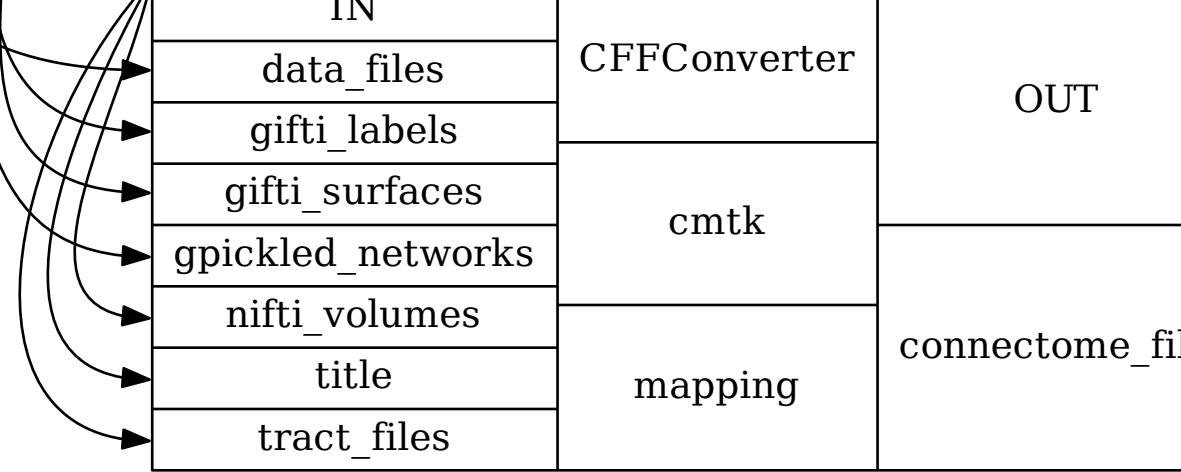 IN
data_files
gifti_labels
gifti_surfaces
gpickled_networks
nifti_volumes
title
tract_files
CFFConverter
cmtk
mapping
OUT